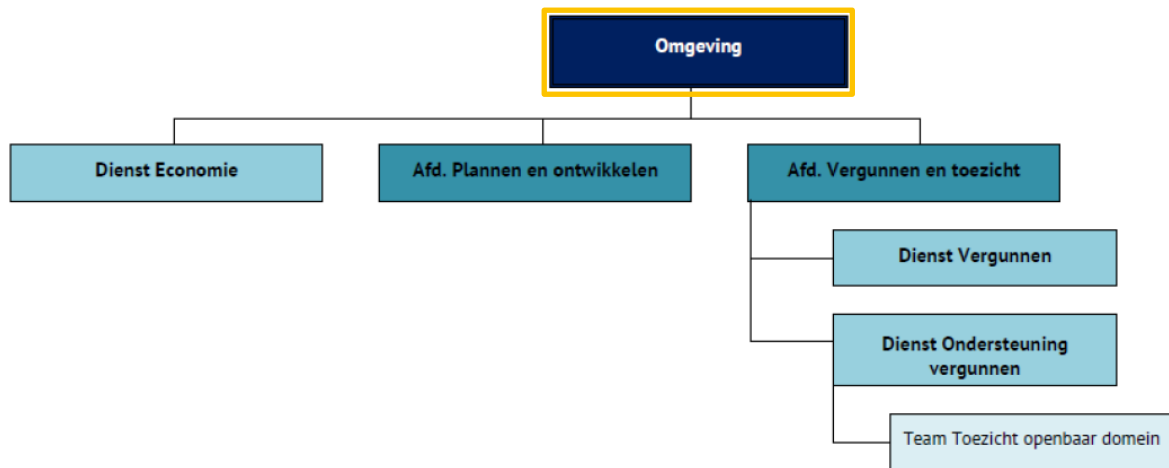 Omgeving
Dienst Economie
Afd. Plannen en ontwikkelen
Afd. Vergunnen en toezicht
Dienst Vergunnen
Dienst Ondersteuning
vergunnen
Team Toezicht openbaar domein